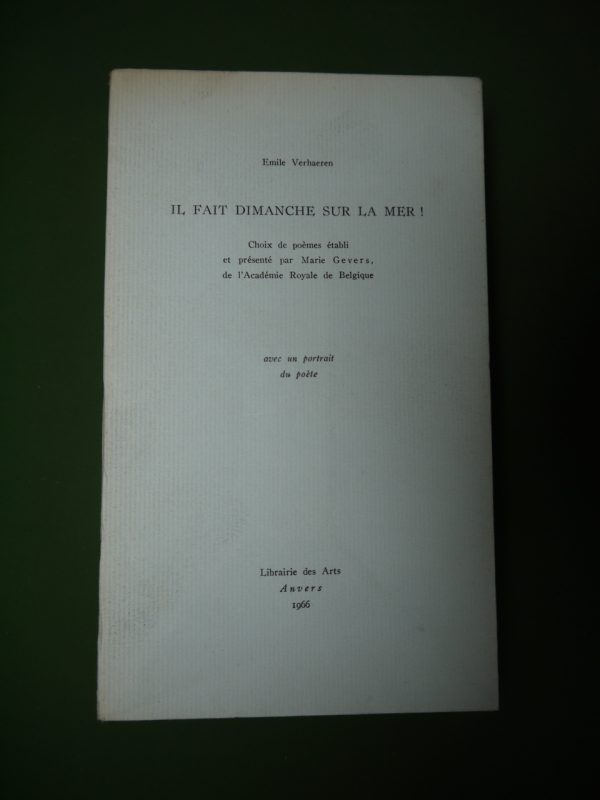 Emile Verhaeren
IL FAIT DIMANCHE SUR LA MER !
Choix de poèmes établi
et présenté par Marie Gevers,
de l'Académie Royale de Belgique
avec un portrait
du poète
Librairie des Arts
Anvers
1966